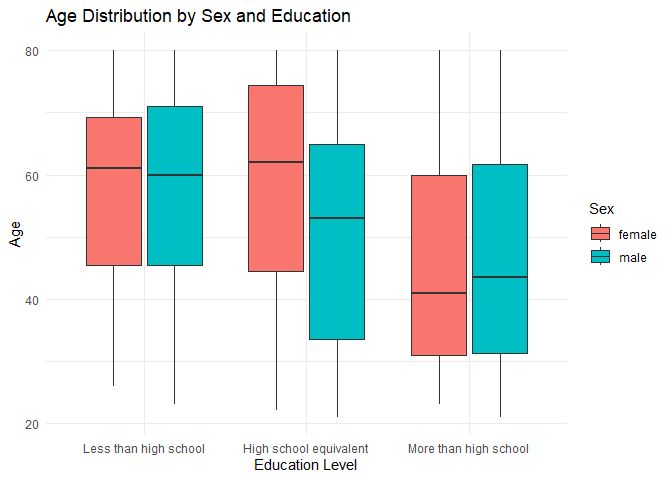 Age Distribution by Sex and Education
80
60
40
20
Age
Less than high school
High school equivalent
More than high school
Education Level
Sex
female
male